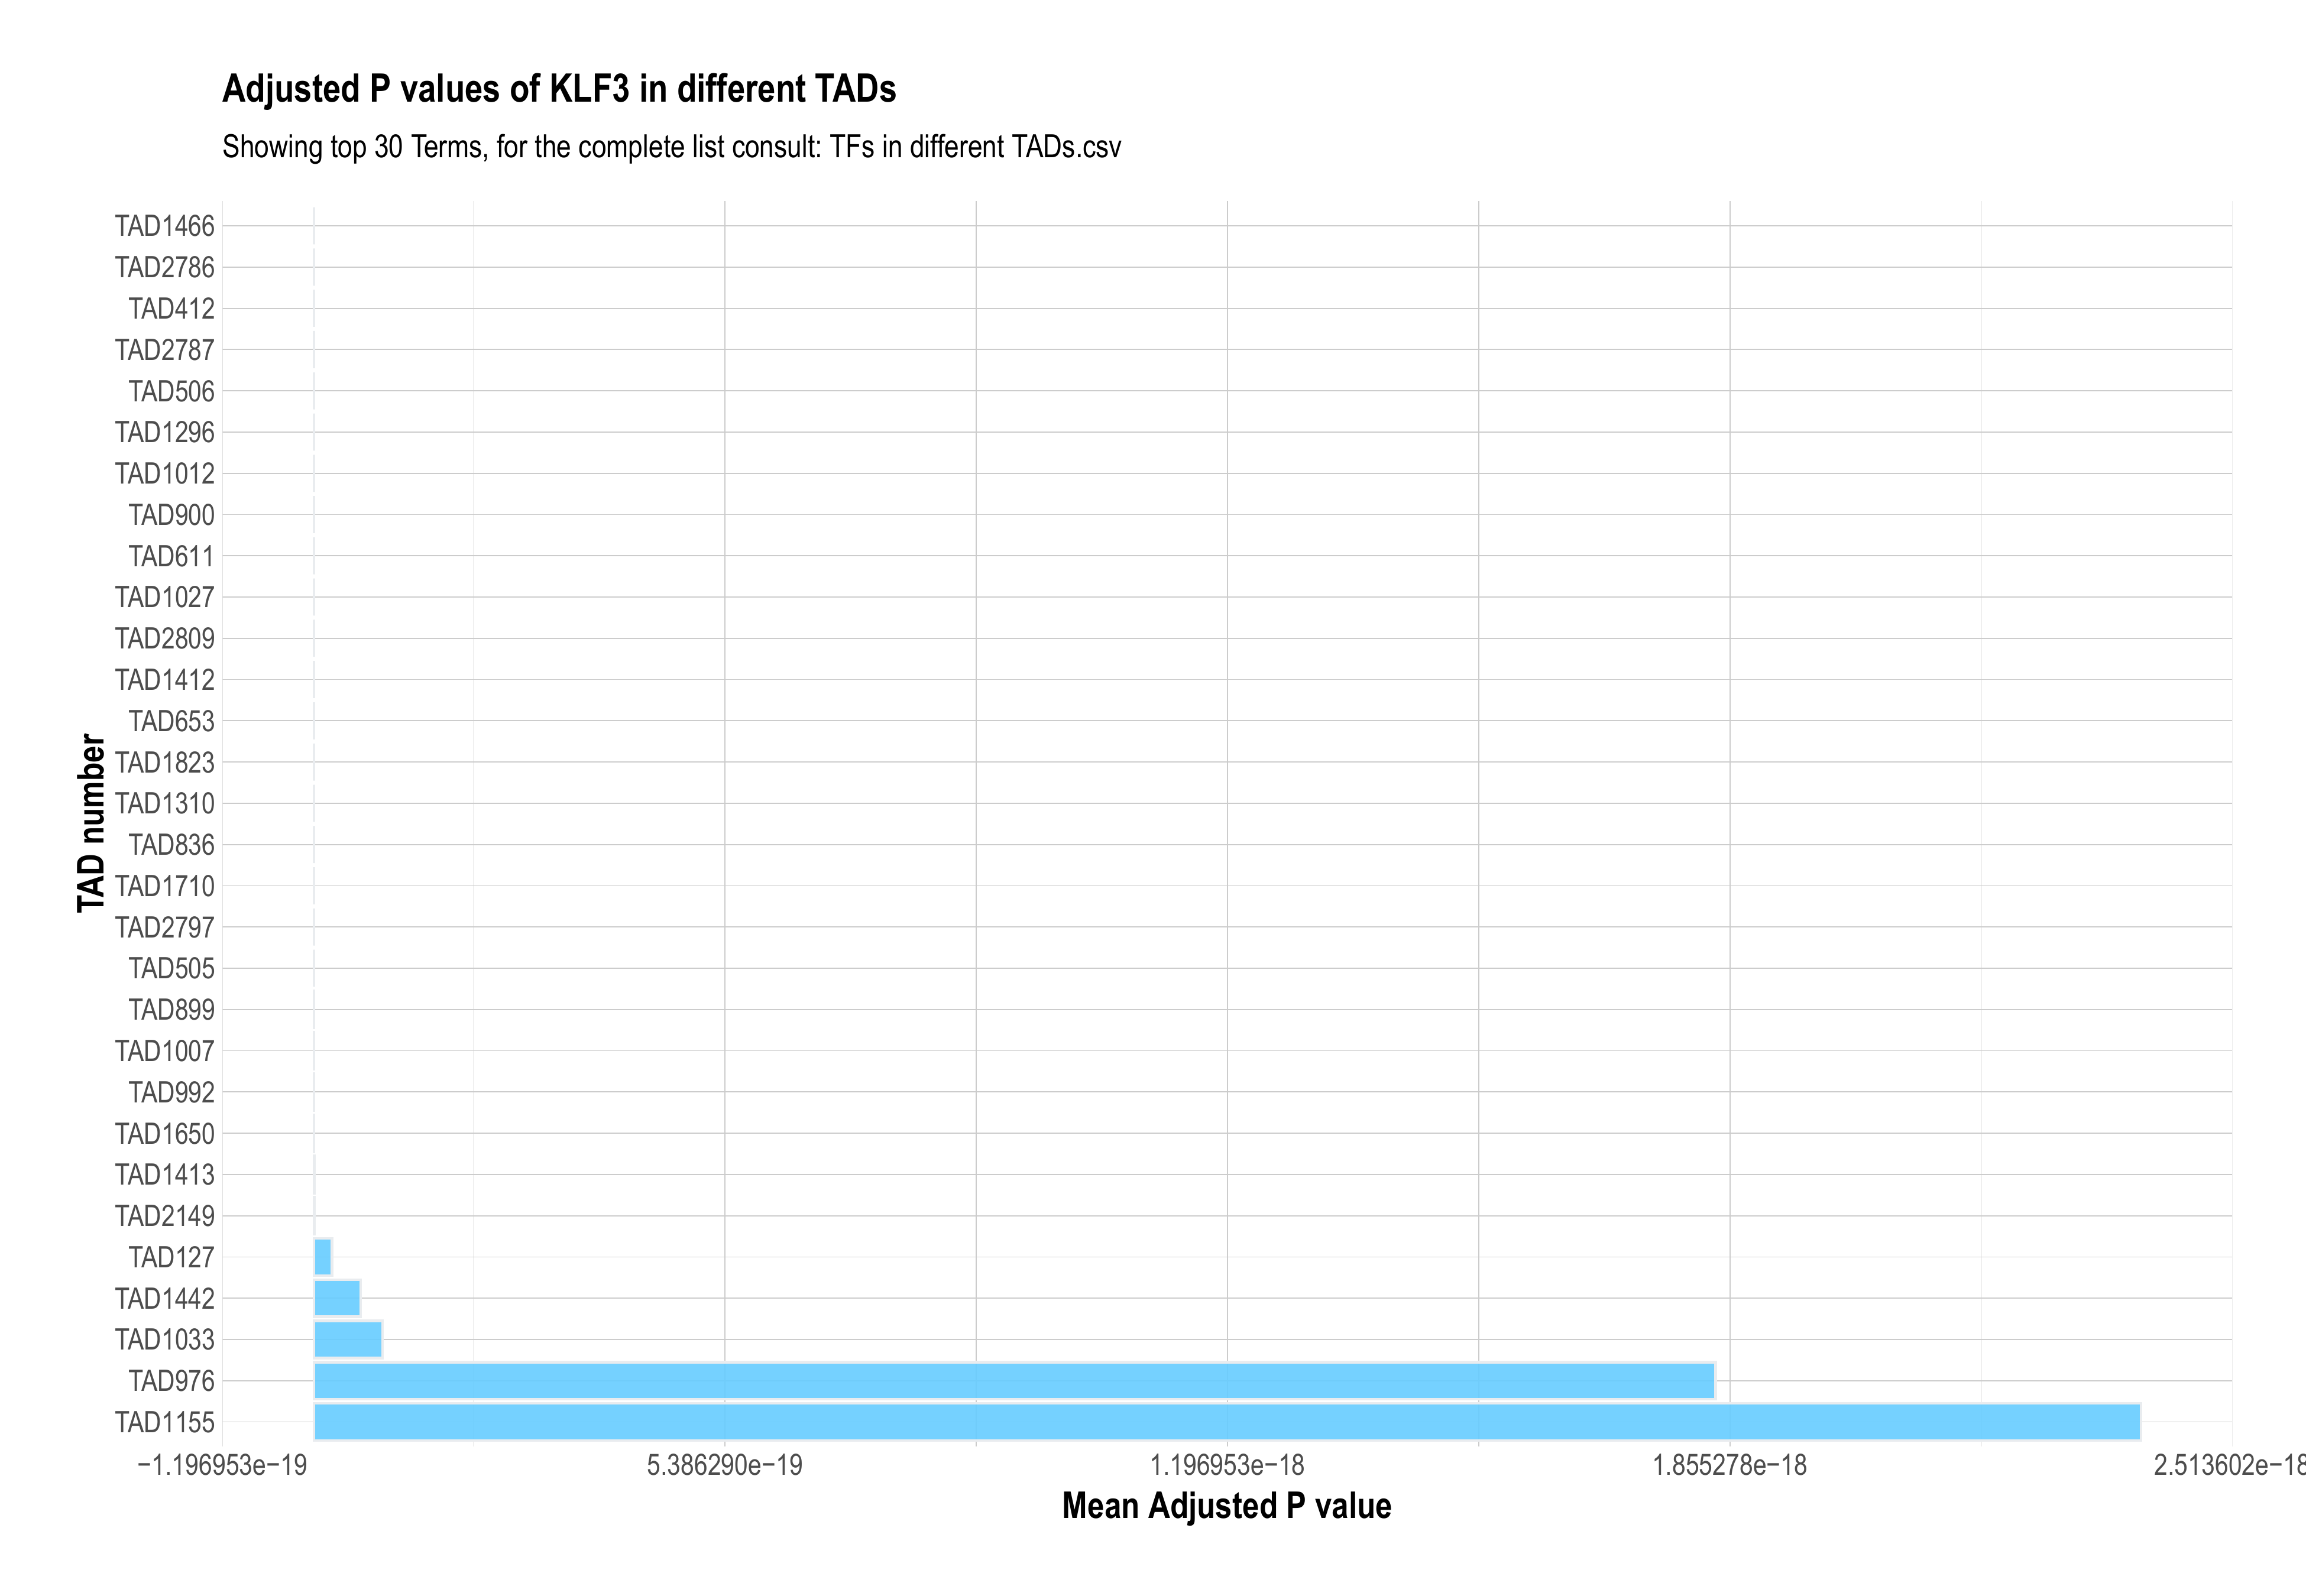 Adjusted P values of KLF3 in different TADs
Showing top 30 Terms, for the complete list consult: TFs in different TADs.csv
TAD1466
TAD2786
TAD412
TAD2787
TAD506
TAD1296
TAD1012
TAD900
TAD611
TAD1027
TAD2809
TAD1412
TAD653
TAD1823
TAD1310
TAD836
TAD1710
TAD2797
TAD505
TAD899
TAD1007
TAD992
TAD1650
TAD1413
TAD2149
TAD127
TAD1442
TAD1033
TAD976
TAD1155
TAD number
−1.196953e−19 5.386290e−19 1.196953e−18 1.855278e−18 2.513602e−18
Mean Adjusted P value